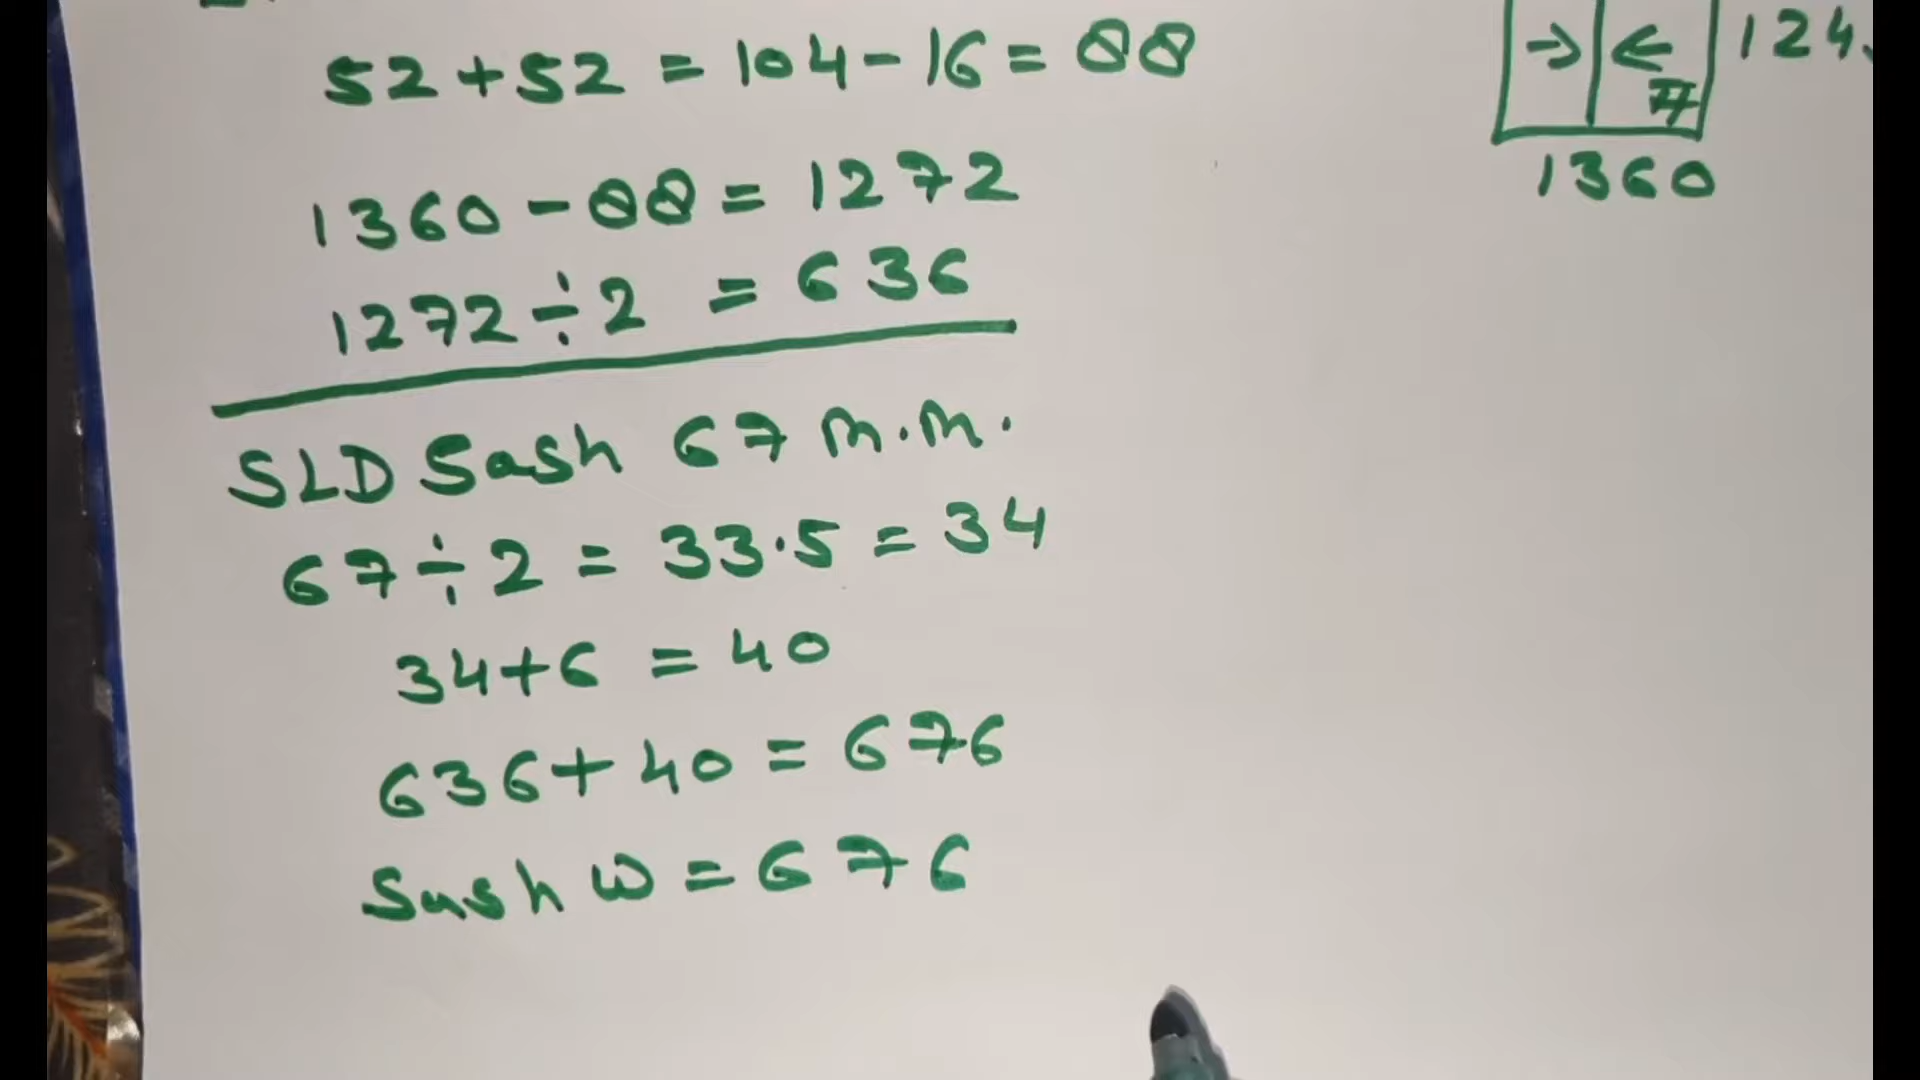 52+52 = 104-16 = 88
1360-88 = 1272
1272÷2 = 636
SLD Sash 67 m.m.
67÷2 = 33.5 = 34
34+6 = 40
636+40 = 676
Sash W = 676
1360